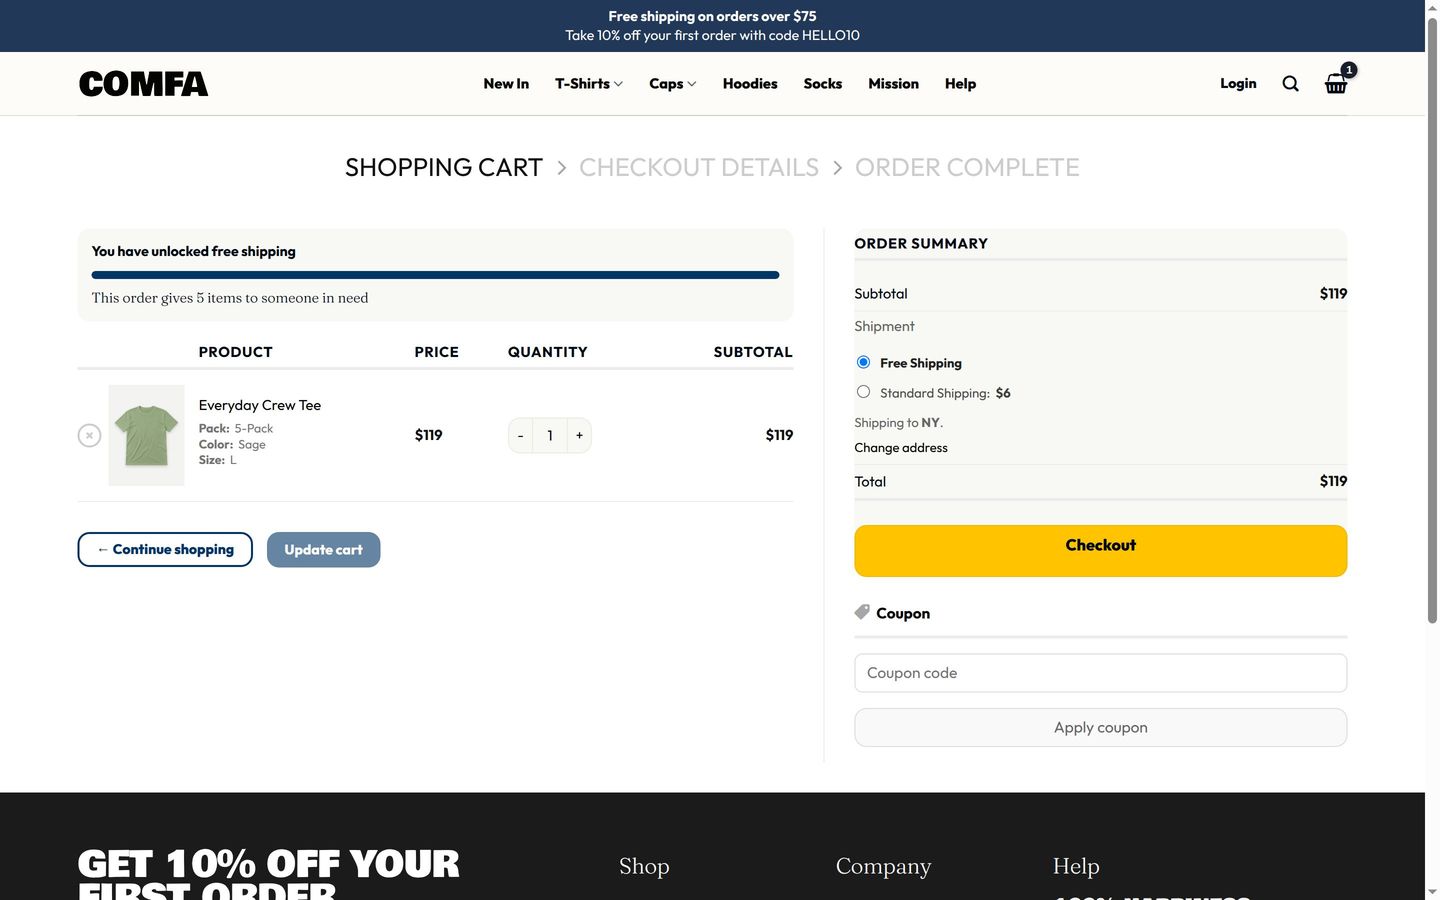 Free shipping on orders over $75
Take 10% off your first order with code HELLO10
COMFA
New In
T-Shirts
Caps
Hoodies
Socks
Mission
Help
Login
1
SHOPPING CART
CHECKOUT DETAILS
ORDER COMPLETE
You have unlocked free shipping
This order gives 5 items to someone in need
PRODUCT PRICE QUANTITY SUBTOTAL
Everyday Crew Tee
Pack: 5-Pack
Color: Sage
Size: L
$119
- 1 +
$119
← Continue shopping
Update cart
ORDER SUMMARY
Subtotal $119
Shipment
Free Shipping
Standard Shipping: $6
Shipping to NY.
Change address
Total $119
Checkout
Coupon
Coupon code
Apply coupon
GET 10% OFF YOUR
FIRST ORDER
Shop
Company
Help
100% HAPPINESS